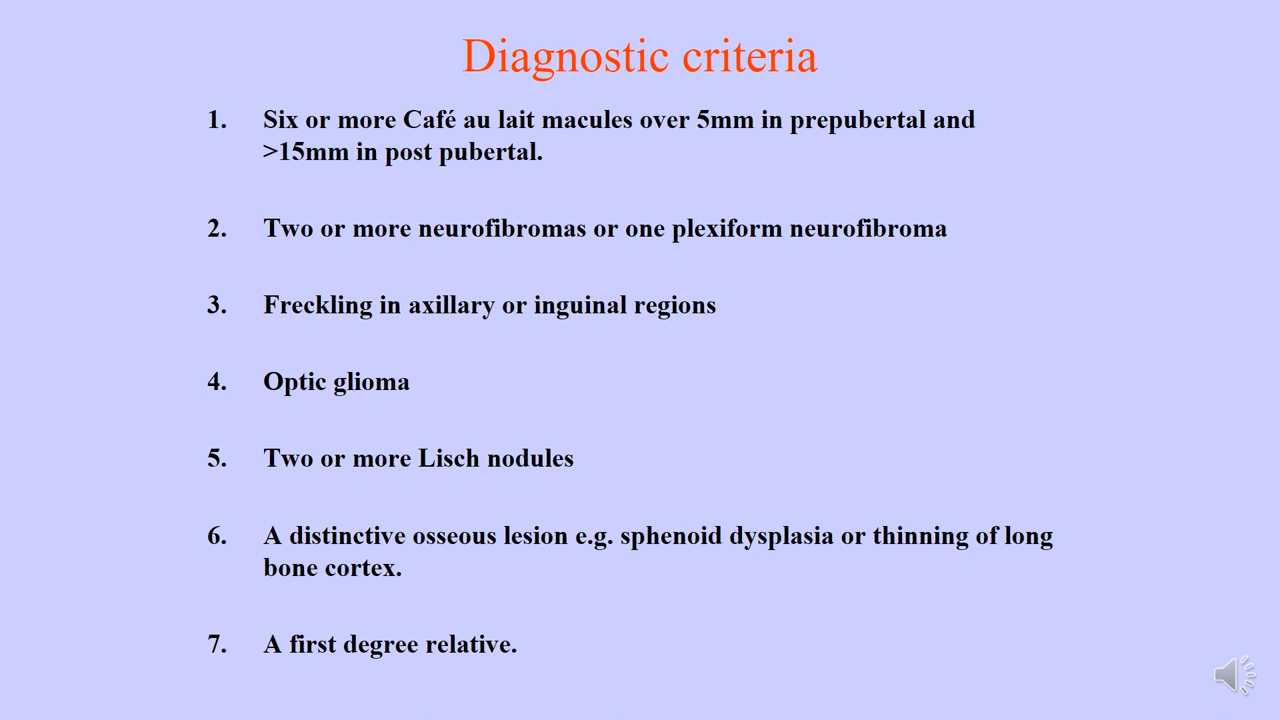 Diagnostic criteria
1. Six or more Café au lait macules over 5mm in prepubertal and
>15mm in post pubertal.
2. Two or more neurofibromas or one plexiform neurofibroma
3. Freckling in axillary or inguinal regions
4. Optic glioma
5. Two or more Lisch nodules
6. A distinctive osseous lesion e.g. sphenoid dysplasia or thinning of long
bone cortex.
7. A first degree relative.